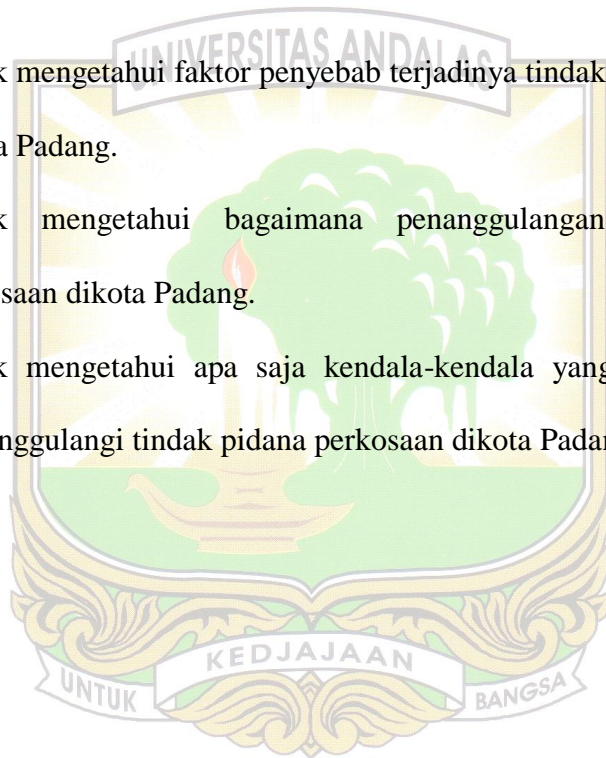 UNIVERSITAS ANDALAS
k mengetahui faktor penyebab terjadinya tindak
a Padang.
k mengetahui bagaimana penanggulangan
saan dikota Padang.
k mengetahui apa saja kendala-kendala yang
nggulangi tindak pidana perkosaan dikota Padan
KEDJAJAAN
UNTUK BANGSA